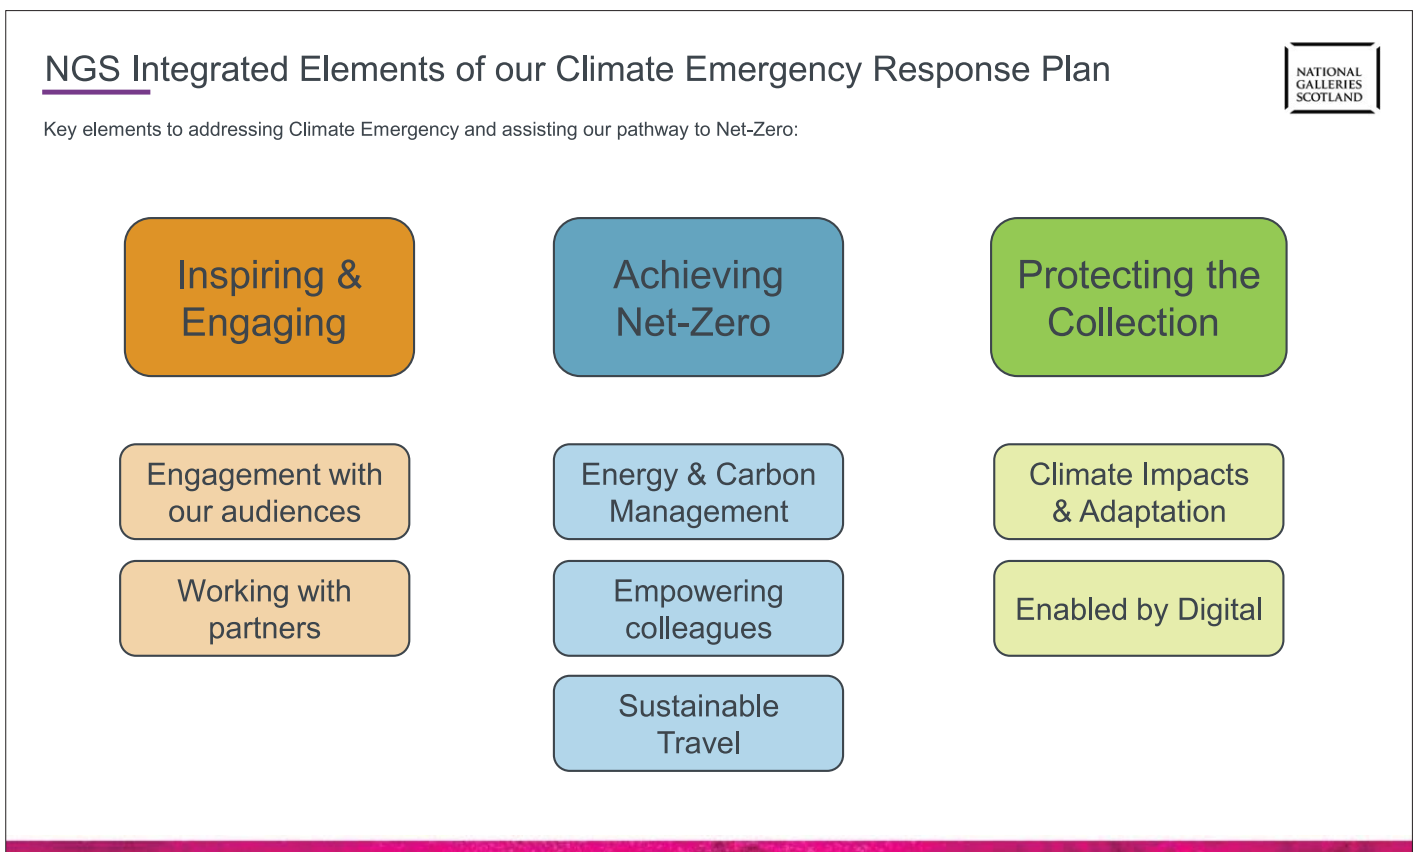 NGS Integrated Elements of our Climate Emergency Response Plan
NATIONAL
GALLERIES
SCOTLAND
Key elements to addressing Climate Emergency and assisting our pathway to Net-Zero:
Inspiring &
Engaging
Engagement with
our audiences
Working with
partners
Achieving
Net-Zero
Energy & Carbon
Management
Empowering
colleagues
Sustainable
Travel
Protecting the
Collection
Climate Impacts
& Adaptation
Enabled by Digital